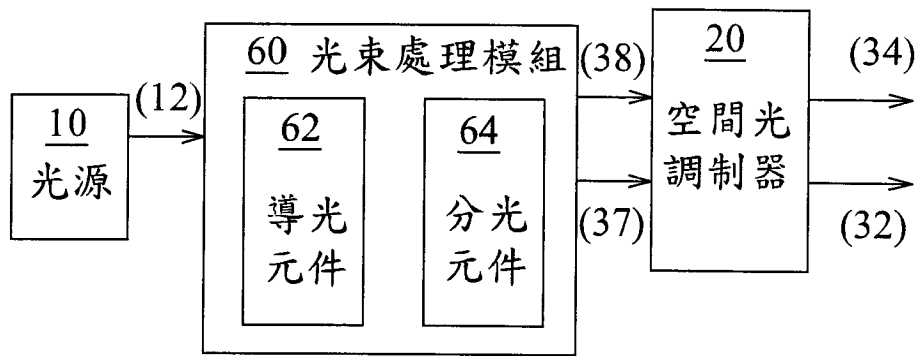 10
光源
(12)
60 光束處理模組
62
導光
元件
64
分光
元件
(38)
(37)
20
空間光
調制器
(34)
(32)